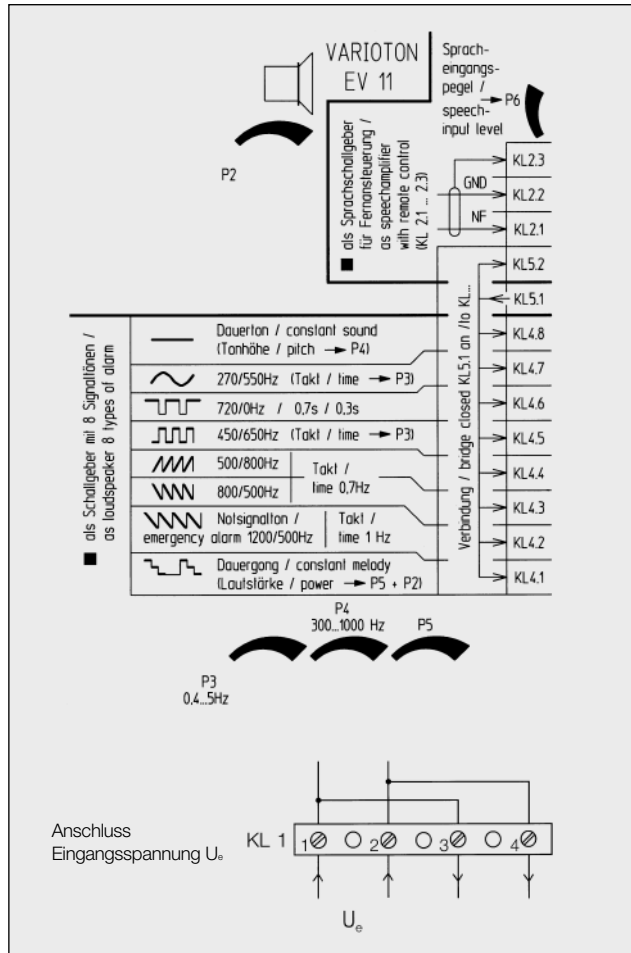 VARIOTON
EV 11
P2
Sprach-
eingangs-
pegel /
speech-
input level
P6
als Sprachschallgeber
für Fernansteuerung /
as speechamplifier
with remote control
(KL 2.1 ... 2.3)
GND
NF
KL2.3
KL2.2
KL2.1
KL5.2
KL5.1
KL4.8
KL4.7
KL4.6
KL4.5
KL4.4
KL4.3
KL4.2
KL4.1
Verbindung / bridge closed KL5.1 an /to KL...
als Schallgeber mit 8 Signaltönen /
as loudspeaker 8 types of alarm
Dauerton / constant sound
(Tonhöhe / pitch → P4)
270/550Hz (Takt / time → P3)
720/0Hz / 0,7s / 0,3s
450/650Hz (Takt / time → P3)
500/800Hz
800/500Hz
Takt /
time 0,7Hz
Notsignalton /
emergency alarm 1200/500Hz
Takt /
time 1 Hz
Dauergong / constant melody
(Lautstärke / power → P5 + P2)
P4
300...1000 Hz
P5
P3
0,4...5Hz
Anschluss
Eingangsspannung Ue
KL 1
1 2 3 4
Ue